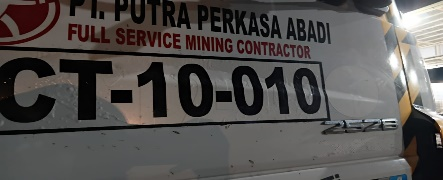 PT. PUTRA PERKASA ABADI
FULL SERVICE MINING CONTRACTOR
CT-10-010